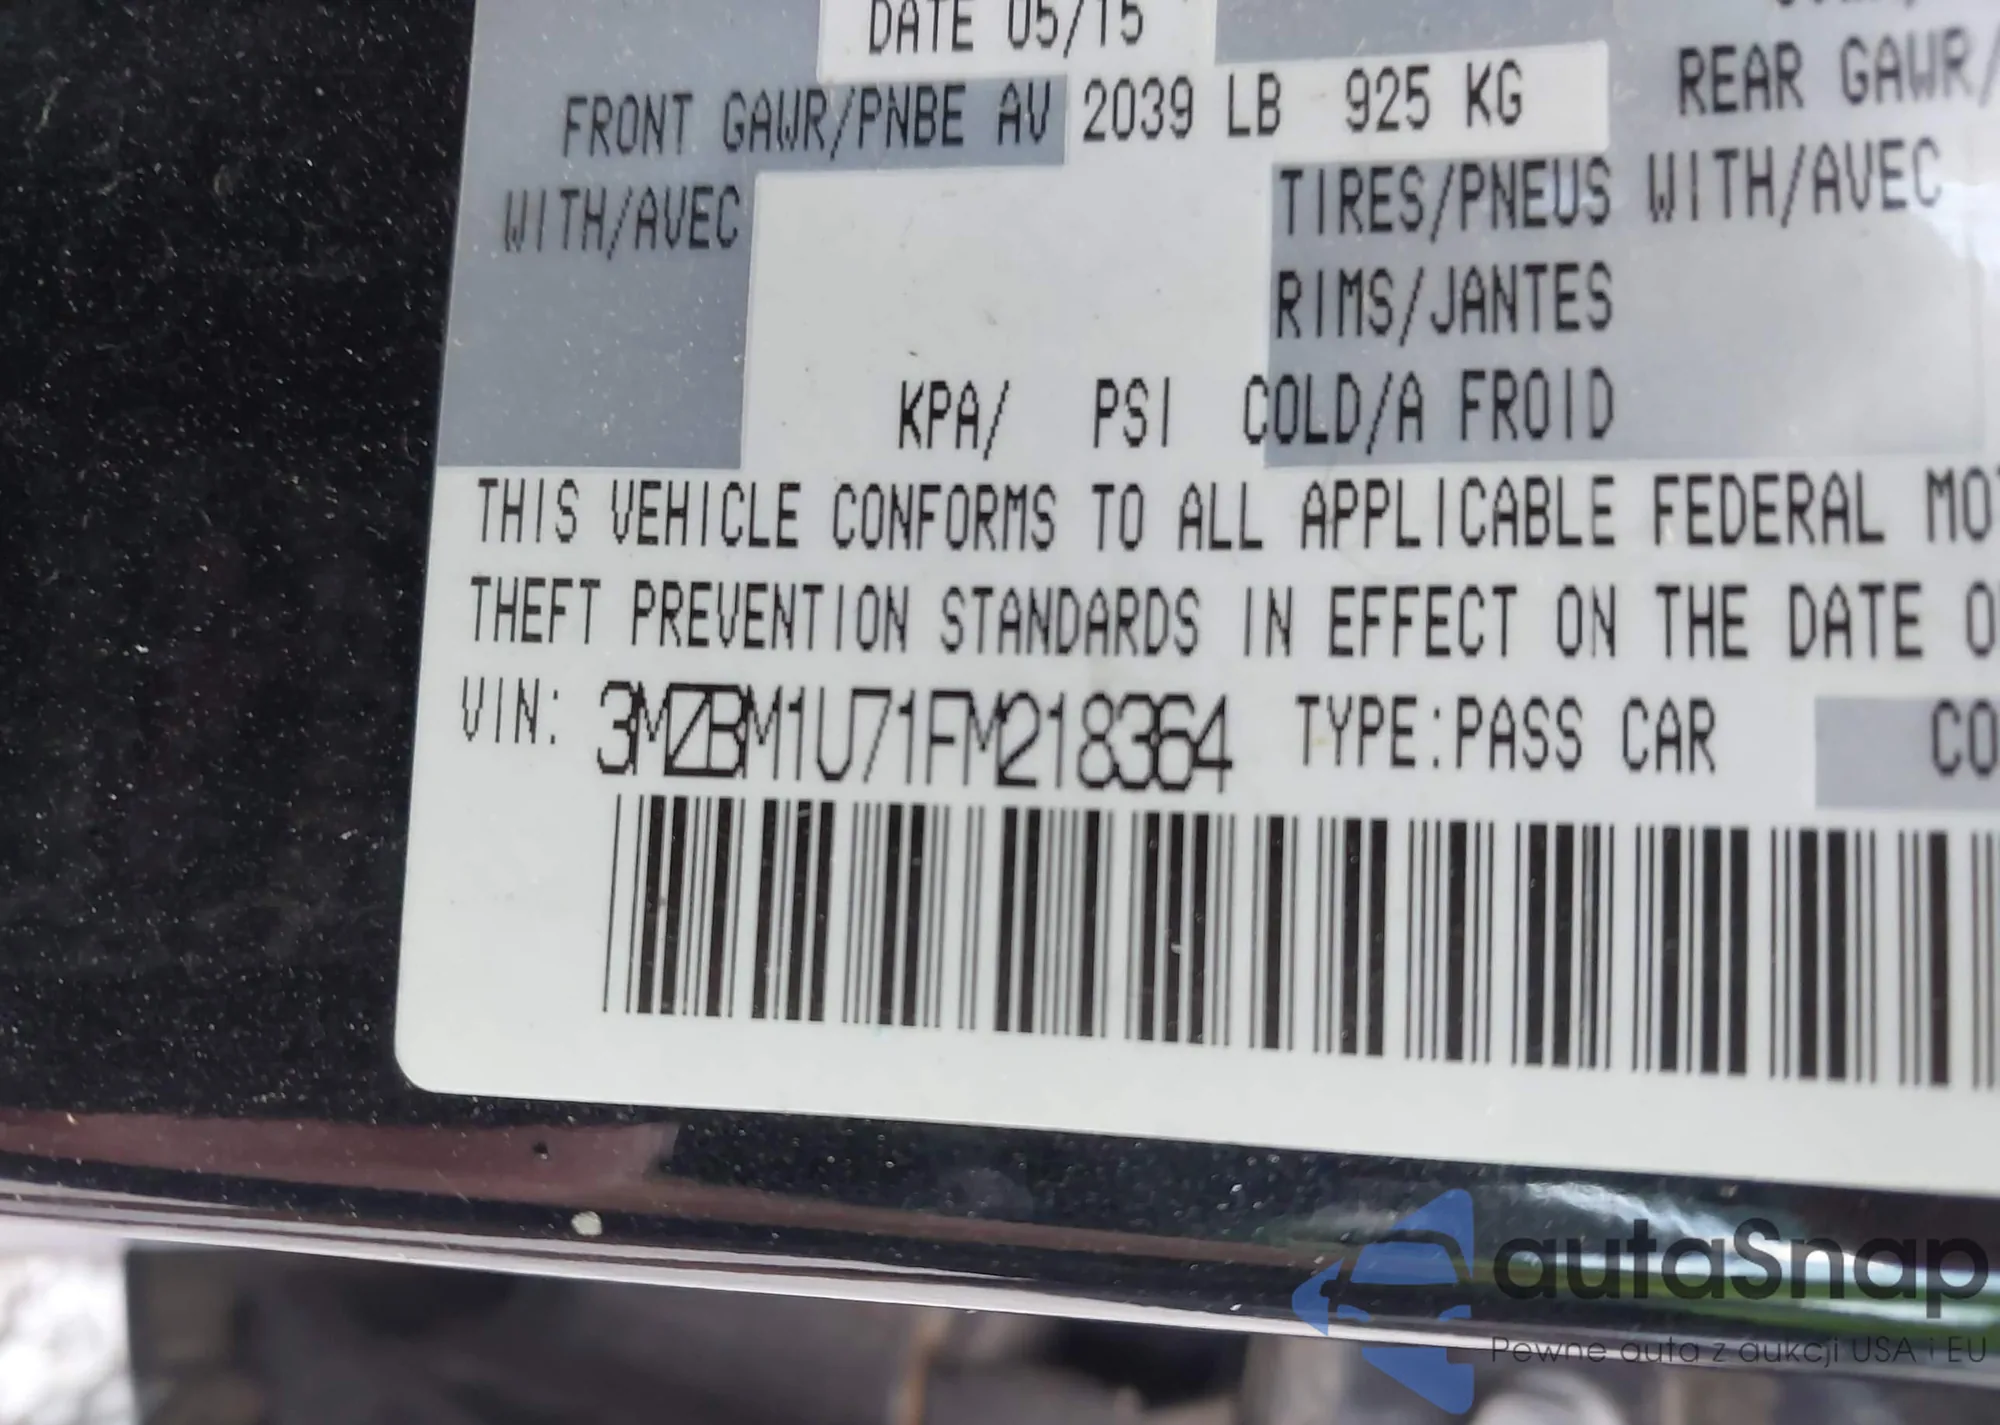 DATE 05/15
FRONT GAWR/PNBE AV 2039 LB 925 KG REAR GAWR/
WITH/AVEC TIRES/PNEUS WITH/AVEC
RIMS/JANTES
KPA/ PSI COLD/A FROID
THIS VEHICLE CONFORMS TO ALL APPLICABLE FEDERAL MO
THEFT PREVENTION STANDARDS IN EFFECT ON THE DATE O
VIN: 3MZBM1U71FM218364 TYPE:PASS CAR CO
autaSnap
Pewne auta z aukcji USA i EU